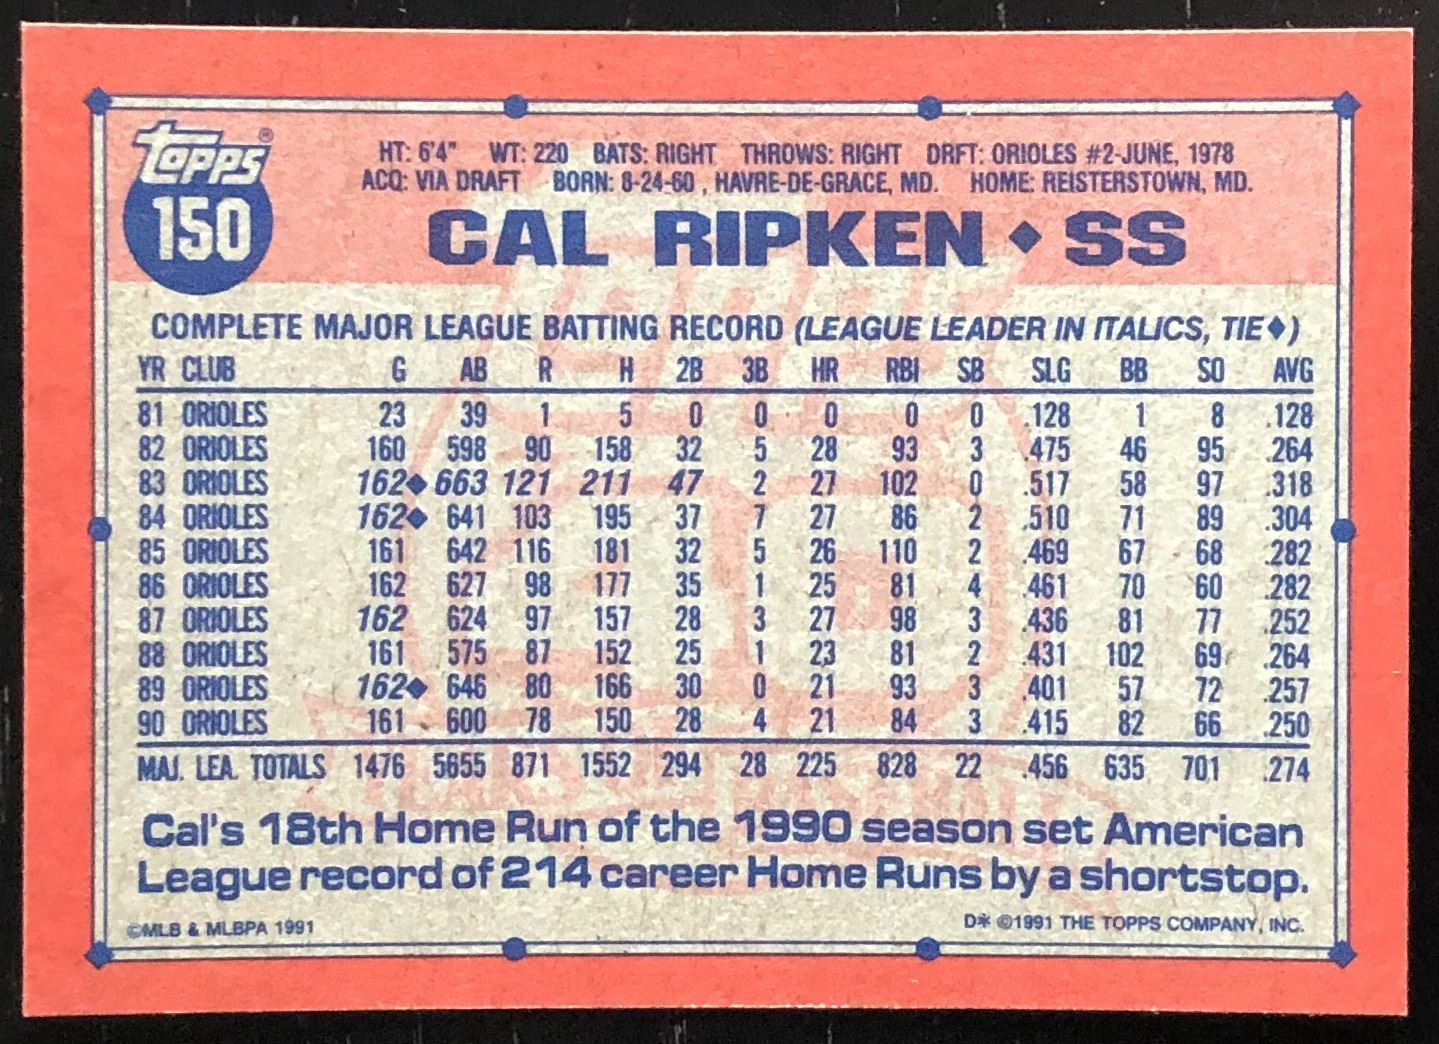 topps®
150
HT: 6'4" WT: 220 BATS: RIGHT THROWS: RIGHT DRFT: ORIOLES #2-JUNE, 1978
ACQ: VIA DRAFT BORN: 8-24-60 , HAVRE-DE-GRACE, MD. HOME: REISTERSTOWN, MD.
CAL RIPKEN ◆ SS
COMPLETE MAJOR LEAGUE BATTING RECORD (LEAGUE LEADER IN ITALICS, TIE◆)
YR CLUB G AB R H 2B 3B HR RBI SB SLG BB SO AVG
81 ORIOLES 23 39 1 5 0 0 0 0 0 .128 1 8 .128
82 ORIOLES 160 598 90 158 32 5 28 93 3 .475 46 95 .264
83 ORIOLES 162◆ 663 121 211 47 2 27 102 0 .517 58 97 .318
84 ORIOLES 162◆ 641 103 195 37 7 27 86 2 .510 71 89 .304
85 ORIOLES 161 642 116 181 32 5 26 110 2 .469 67 68 .282
86 ORIOLES 162 627 98 177 35 1 25 81 4 .461 70 60 .282
87 ORIOLES 162 624 97 157 28 3 27 98 3 .436 81 77 .252
88 ORIOLES 161 575 87 152 25 1 23 81 2 .431 102 69 .264
89 ORIOLES 162◆ 646 80 166 30 0 21 93 3 .401 57 72 .257
90 ORIOLES 161 600 78 150 28 4 21 84 3 .415 82 66 .250
MAJ. LEA. TOTALS 1476 5655 871 1552 294 28 225 828 22 .456 635 701 .274
Cal's 18th Home Run of the 1990 season set American
League record of 214 career Home Runs by a shortstop.
©MLB & MLBPA 1991
D* ©1991 THE TOPPS COMPANY, INC.